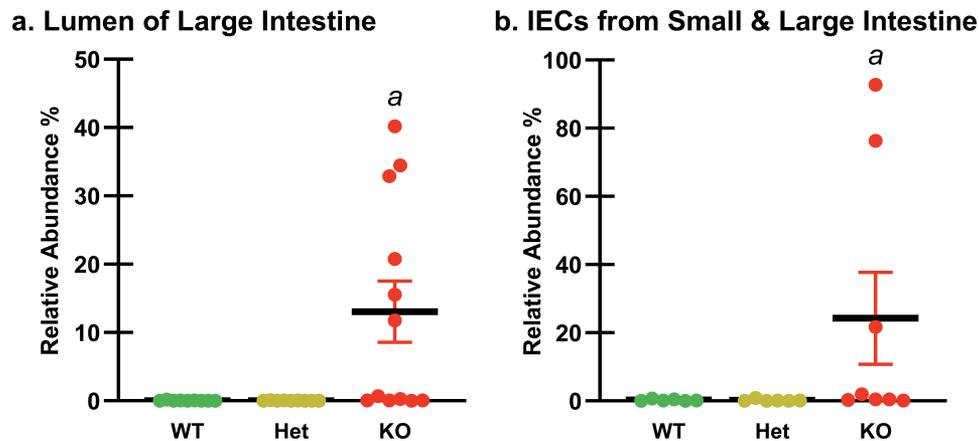 a. Lumen of Large Intestine
Relative Abundance %
50
40
30
20
10
0
a
WT
Het
KO
b. IECs from Small & Large Intestine
Relative Abundance %
100
80
60
40
20
0
a
WT
Het
KO